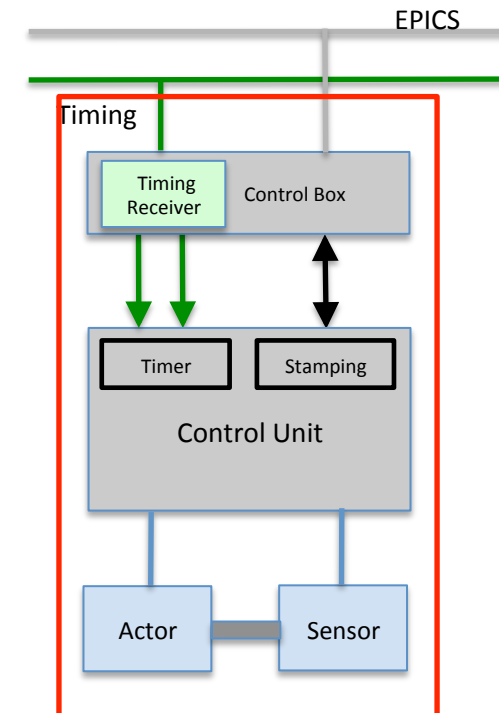 EPICS
Timing
Timing
Receiver
Control Box
Timer
Stamping
Control Unit
Actor
Sensor